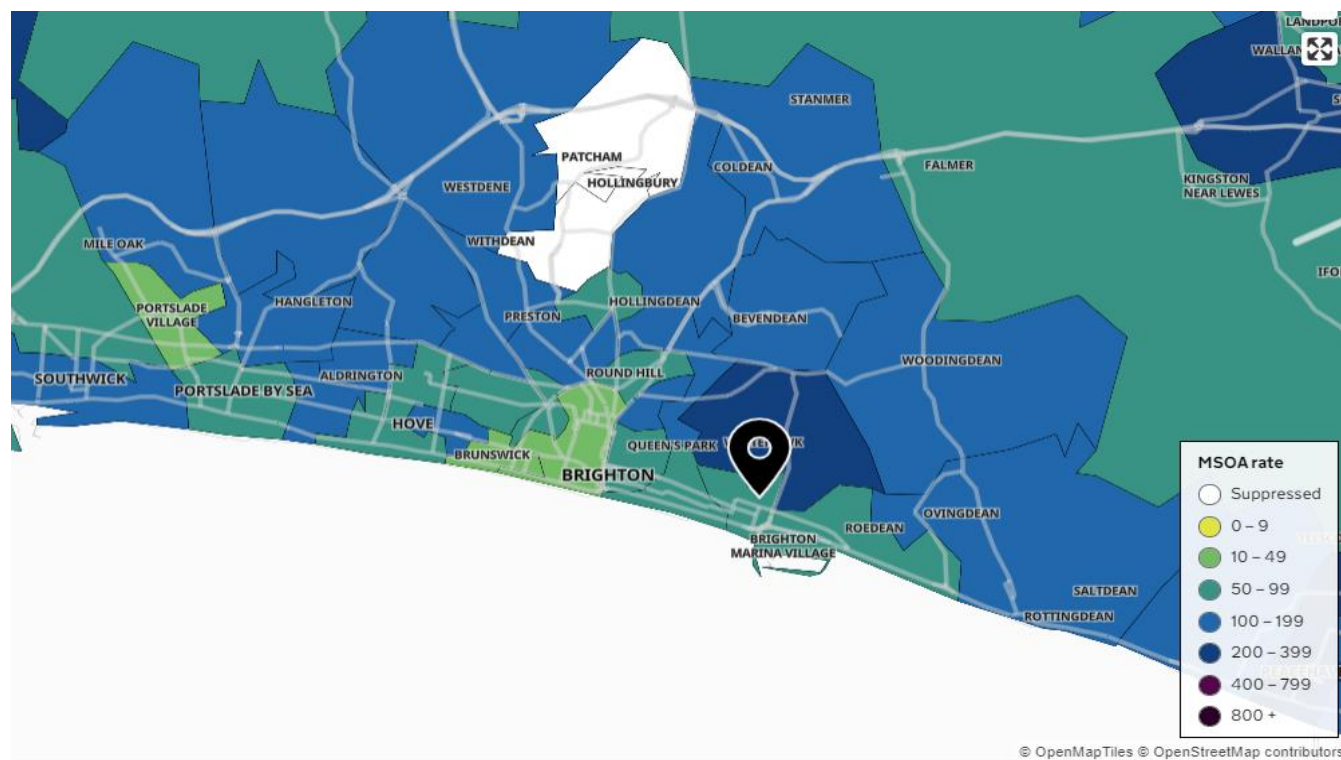 LANDPO
WALLAN
STANMER
PATCHAM
COLDEAN
FALMER
HOLLINGBURY
WESTDENE
KINGSTON
NEAR LEWES
WITHDEAN
MILE OAK
IFO
HANGLETON
HOLLINGDEAN
PORTSLADE
VILLAGE
PRESTON
BEVENDEAN
WOODINGDEAN
ROUND HILL
SOUTHWICK
ALDRINGTON
PORTSLADE BY SEA
HOVE
QUEEN'S PARK
BRUNSWICK
BRIGHTON
OVINGDEAN
ROEDEAN
BRIGHTON
MARINA VILLAGE
SALTDEAN
ROTTINGDEAN
MSOA rate
Suppressed
0 – 9
10 – 49
50 – 99
100 – 199
200 – 399
400 – 799
800 +
© OpenMapTiles © OpenStreetMap contributors